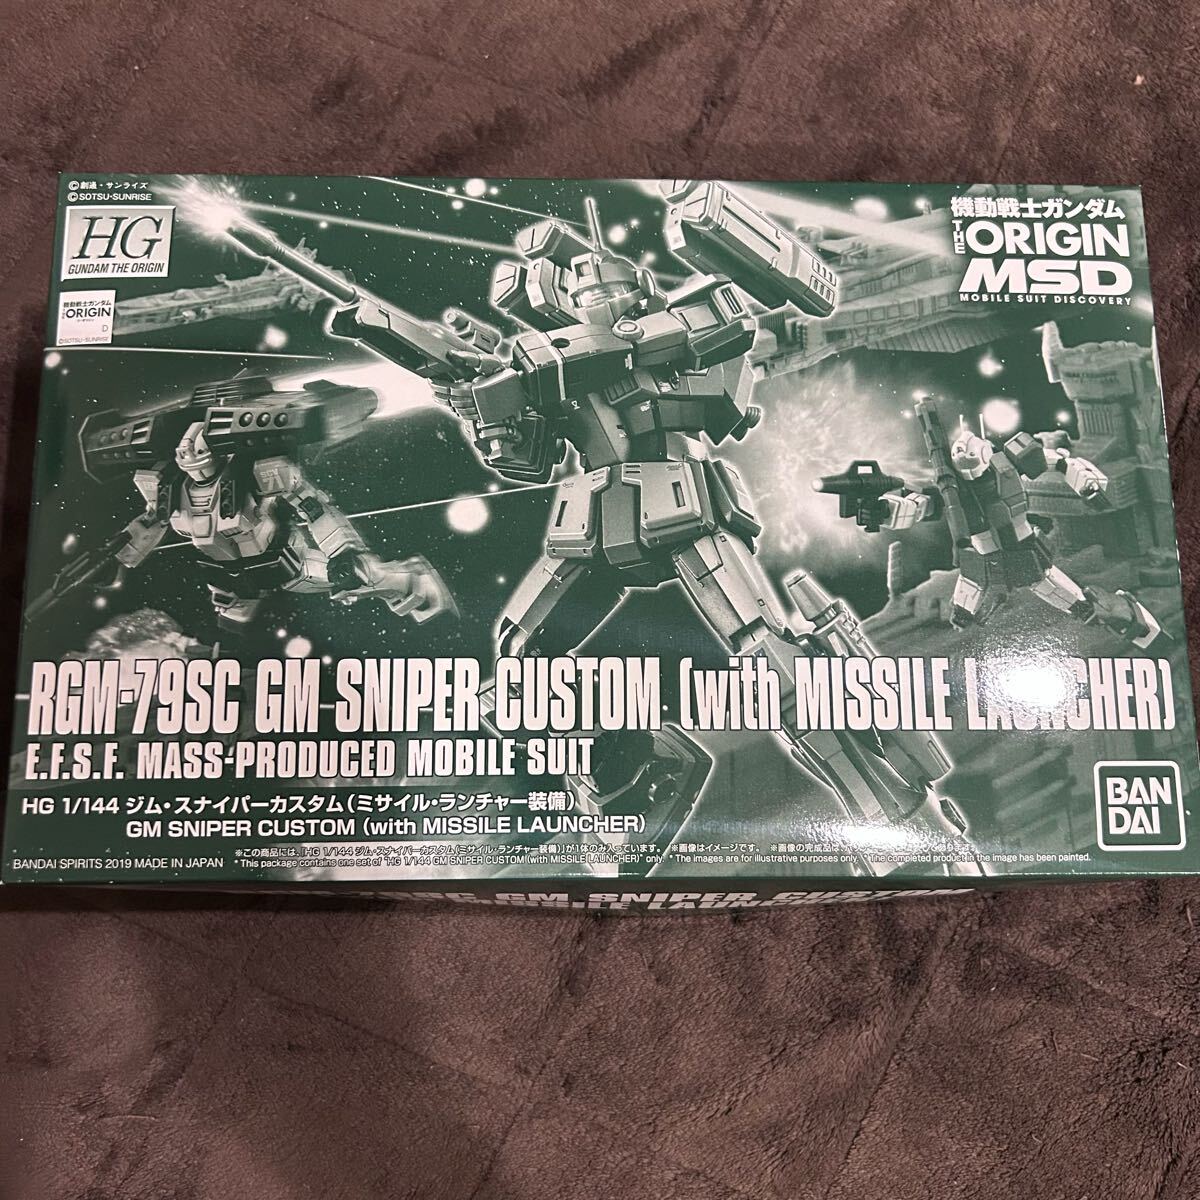 ©創通・サンライズ
©SOTSU・SUNRISE
HG
GUNDAM THE ORIGIN
機動戦士ガンダム
THE ORIGIN
D
©SOTSU・SUNRISE
機動戦士ガンダム
THE ORIGIN
MSD
MOBILE SUIT DISCOVERY
RGM-79SC GM SNIPER CUSTOM (with MISSILE LAUNCHER)
E.F.S.F. MASS-PRODUCED MOBILE SUIT
HG 1/144 ジム・スナイパーカスタム(ミサイル・ランチャー装備)
GM SNIPER CUSTOM (with MISSILE LAUNCHER)
BAN
DAI
※この商品には、「HG 1/144 ジム・スナイパーカスタム(ミサイル・ランチャー装備)」が1体のみ入っています。 ※画像はイメージです。
BANDAI SPIRITS 2019 MADE IN JAPAN
*This package contains one set of "HG 1/144 GM SNIPER CUSTOM (with MISSILE LAUNCHER)" only. *The images are for illustrative purposes only. *The completed product in the image has been painted.
GM SNIPER CUSTOM